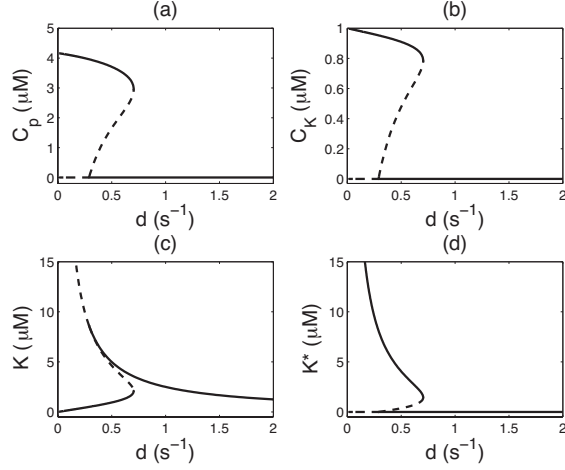 (a)
5
4
3
2
1
0
C_p (μM)
0 0.5 1 1.5 2
d (s⁻¹)
(b)
1
0.8
0.6
0.4
0.2
0
C_K (μM)
0 0.5 1 1.5 2
d (s⁻¹)
(c)
15
10
5
0
K (μM)
0 0.5 1 1.5 2
d (s⁻¹)
(d)
15
10
5
0
K* (μM)
0 0.5 1 1.5 2
d (s⁻¹)